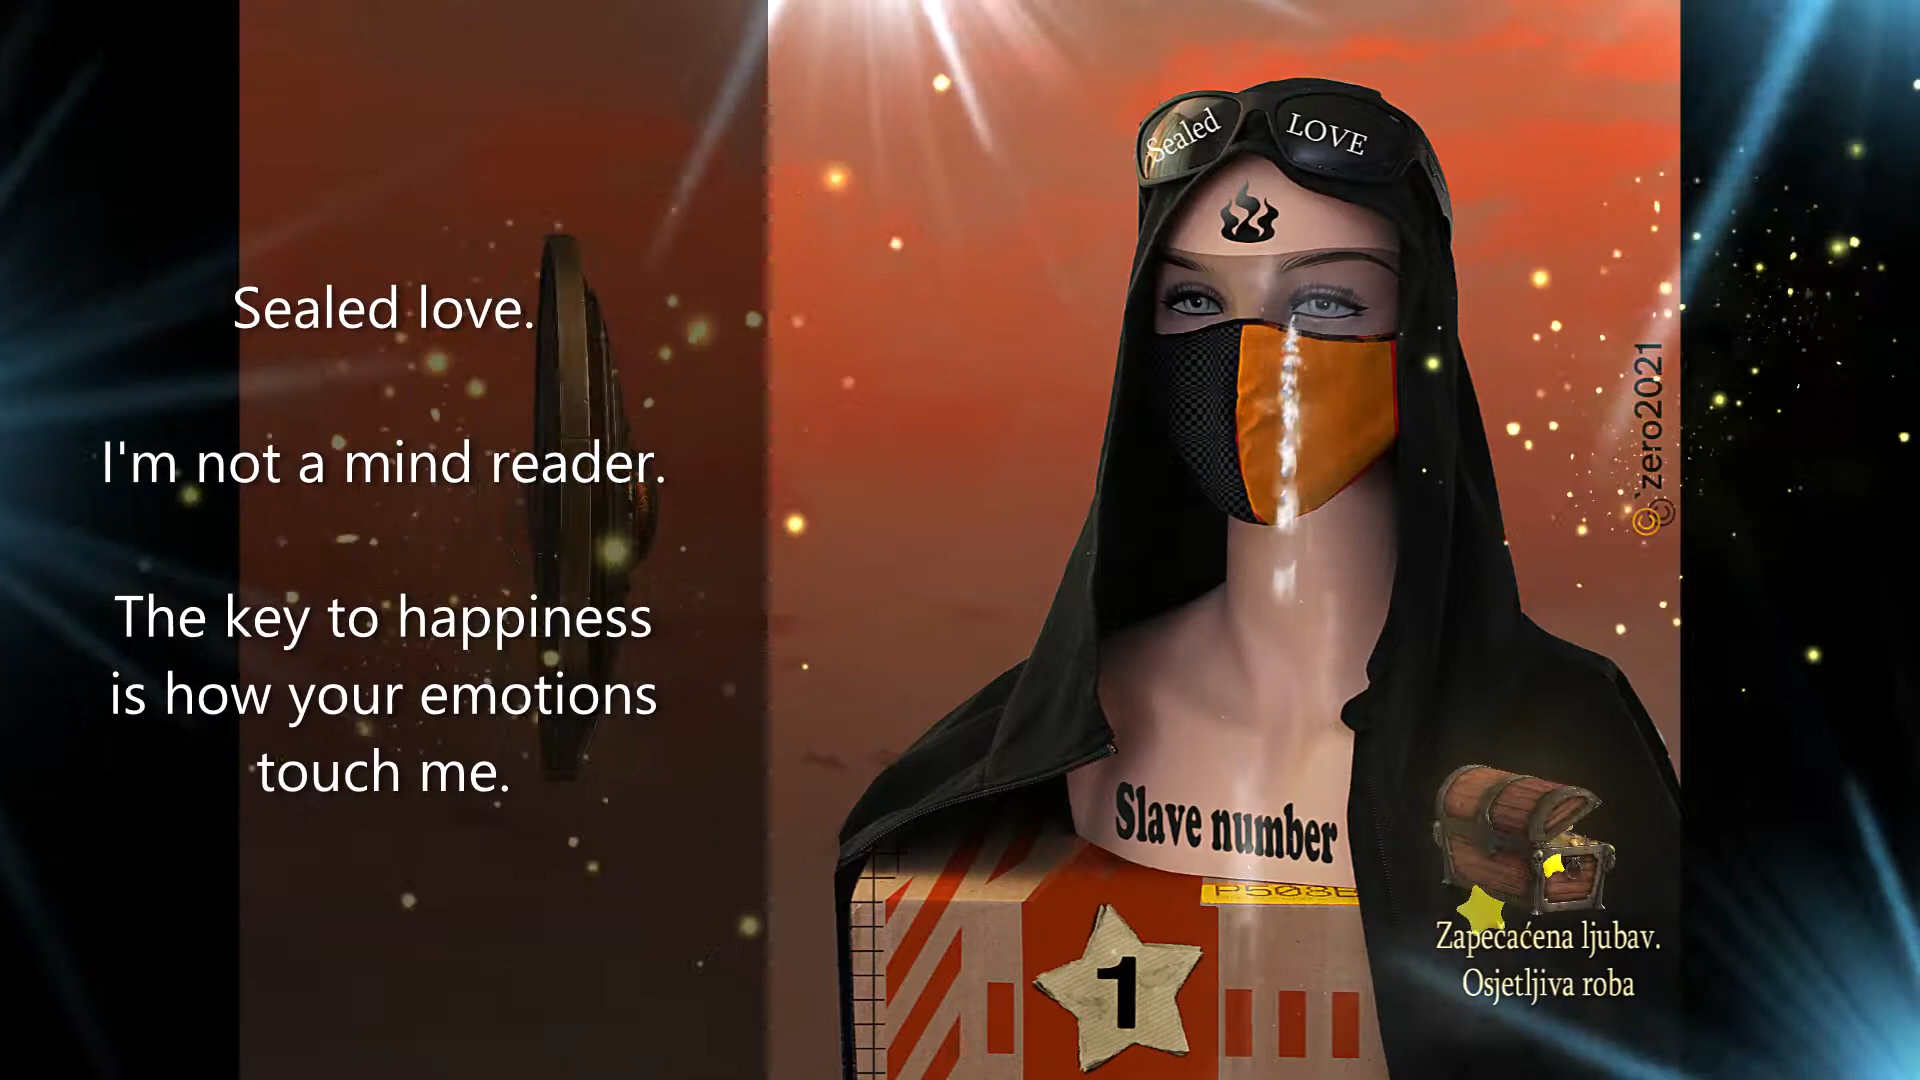 Sealed love.
I'm not a mind reader.
The key to happiness
is how your emotions
touch me.
Sealed LOVE
©`zero2021
Slave number
P508E
1
Zapečaćena ljubav.
Osjetljiva roba